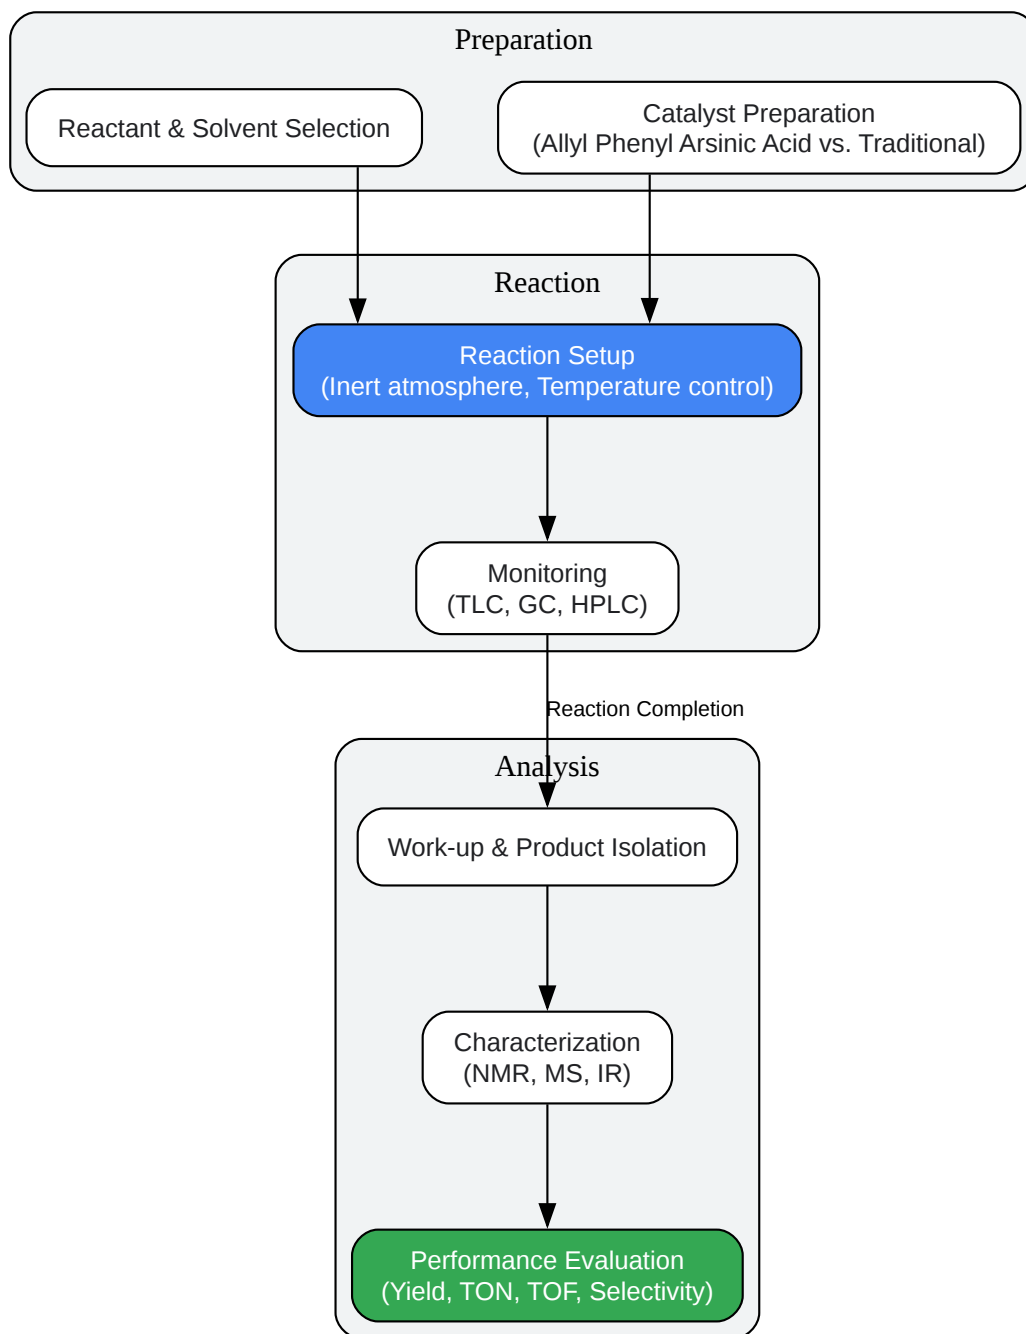 Preparation
Reactant & Solvent Selection
Catalyst Preparation
(Allyl Phenyl Arsinic Acid vs. Traditional)
Reaction
Reaction Setup
(Inert atmosphere, Temperature control)
Monitoring
(TLC, GC, HPLC)
Reaction Completion
Analysis
Work-up & Product Isolation
Characterization
(NMR, MS, IR)
Performance Evaluation
(Yield, TON, TOF, Selectivity)